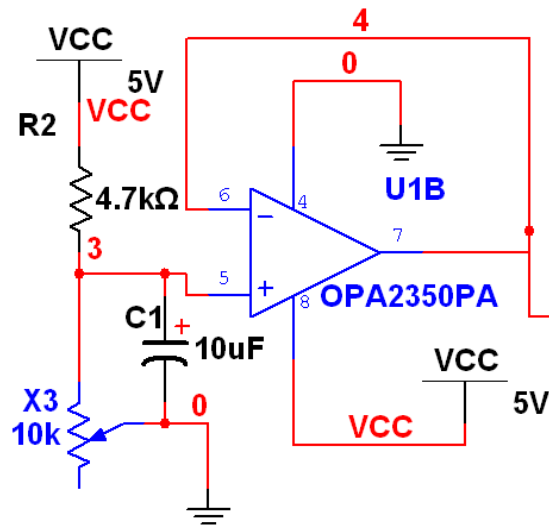 4
VCC
5V
0
VCC
R2
4.7kΩ
6
4
U1B
7
3
5
8
OPA2350PA
C1
+
10uF
VCC
5V
X3
10k
0
VCC